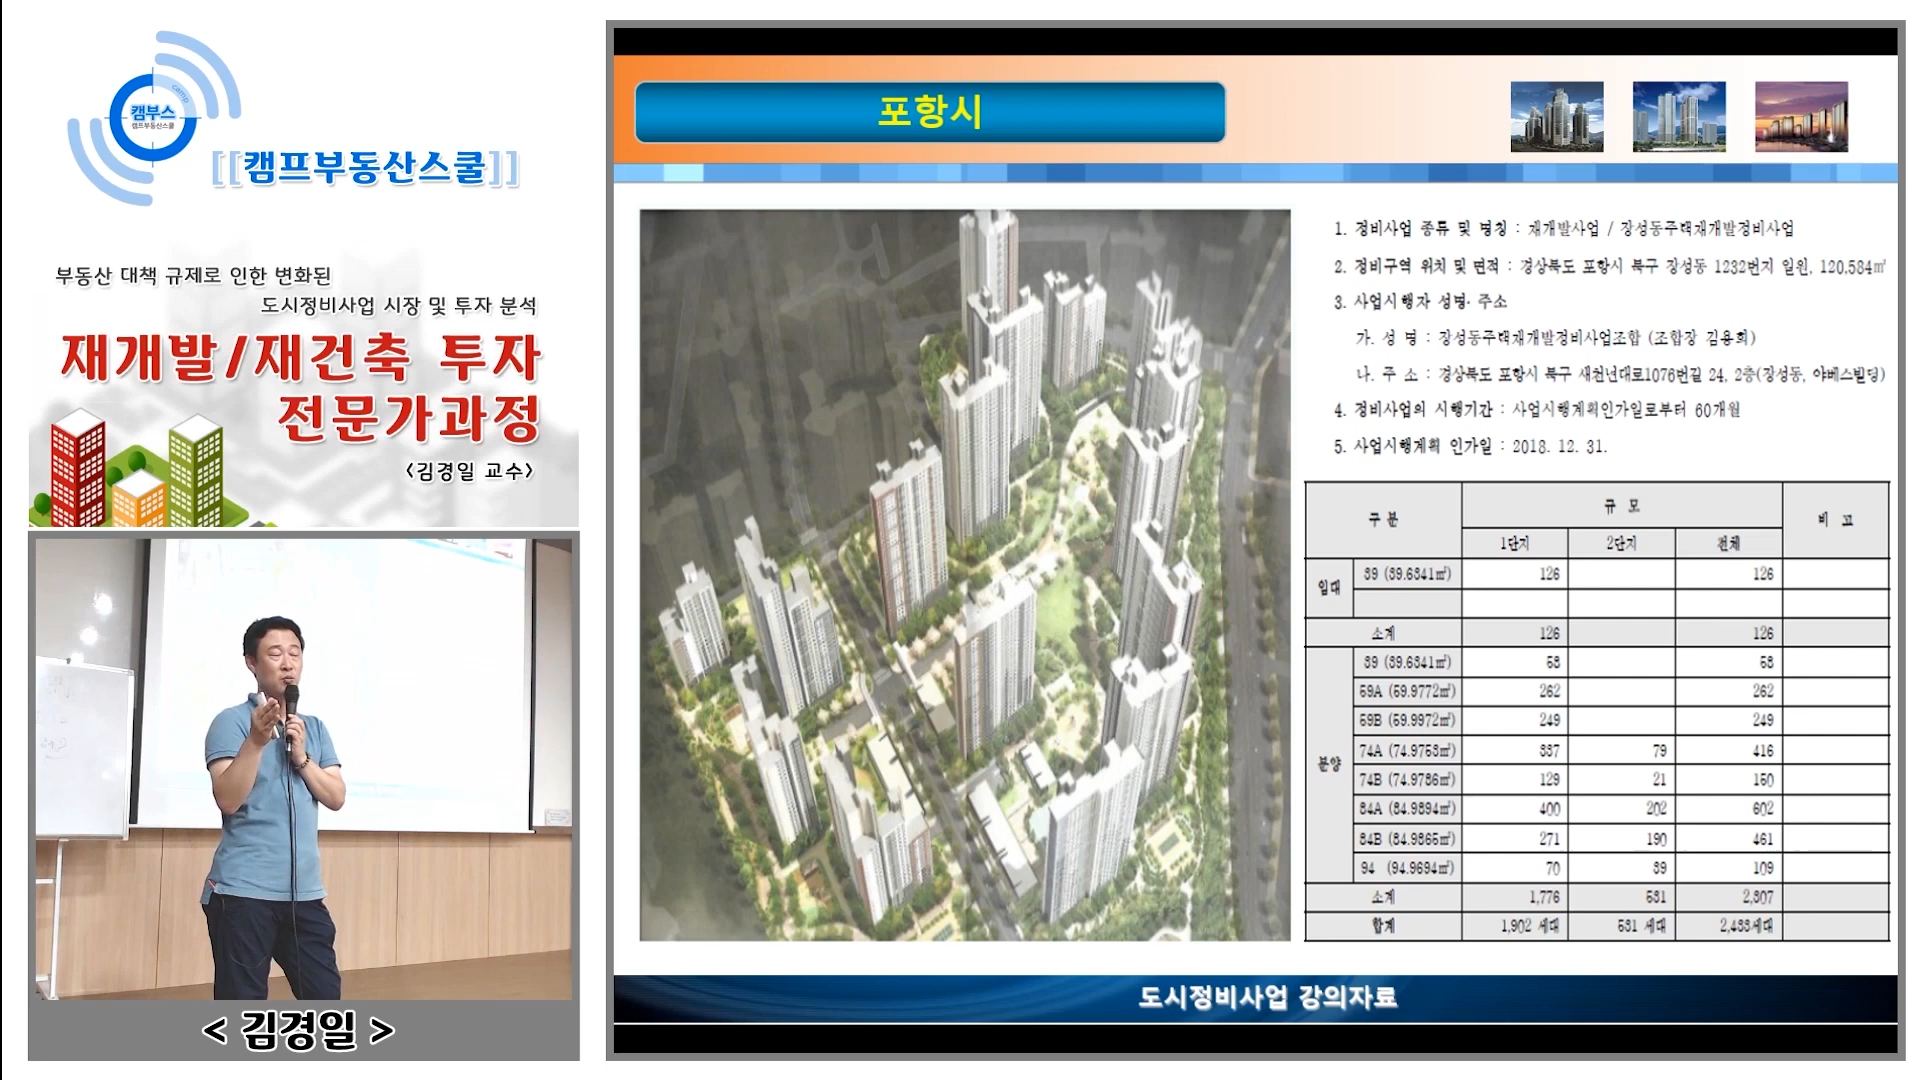 camp
캠부스
캠프부동산스쿨
[[캠프부동산스쿨]]
부동산 대책 규제로 인한 변화된
도시정비사업 시장 및 투자 분석
재개발/재건축 투자
전문가과정
<김경일 교수>
< 김경일 >
포항시
1. 정비사업 종류 및 명칭 : 재개발사업 / 장성동주택재개발정비사업
2. 정비구역 위치 및 면적 : 경상북도 포항시 북구 장성동 1232번지 일원, 120,584㎡
3. 사업시행자 성명· 주소
가. 성 명 : 장성동주택재개발정비사업조합 (조합장 김용희)
나. 주 소 : 경상북도 포항시 북구 새천년대로1076번길 24, 2층(장성동, 야베스빌딩)
4. 정비사업의 시행기간 : 사업시행계획인가일로부터 60개월
5. 사업시행계획 인가일 : 2018. 12. 31.
구 분 규 모 비 고
1단지 2단지 전체
임대 39 (39.6341㎡) 126 126
소계 126 126
분양 39 (39.6341㎡) 58 58
59A (59.9772㎡) 262 262
59B (59.9972㎡) 249 249
74A (74.9753㎡) 337 79 416
74B (74.9786㎡) 129 21 150
84A (84.9894㎡) 400 202 602
84B (84.9865㎡) 271 190 461
94 (94.9694㎡) 70 39 109
소계 1,776 531 2,307
합계 1,902 세대 531 세대 2,433세대
도시정비사업 강의자료